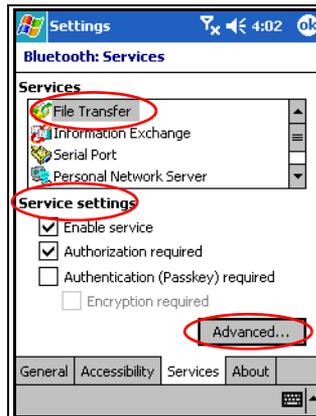 Settings 4:02 ok
Bluetooth: Services
Services
File Transfer
Information Exchange
Serial Port
Personal Network Server
Service settings
Enable service
Authorization required
Authentication (Passkey) required
Encryption required
Advanced...
General Accessibility Services About